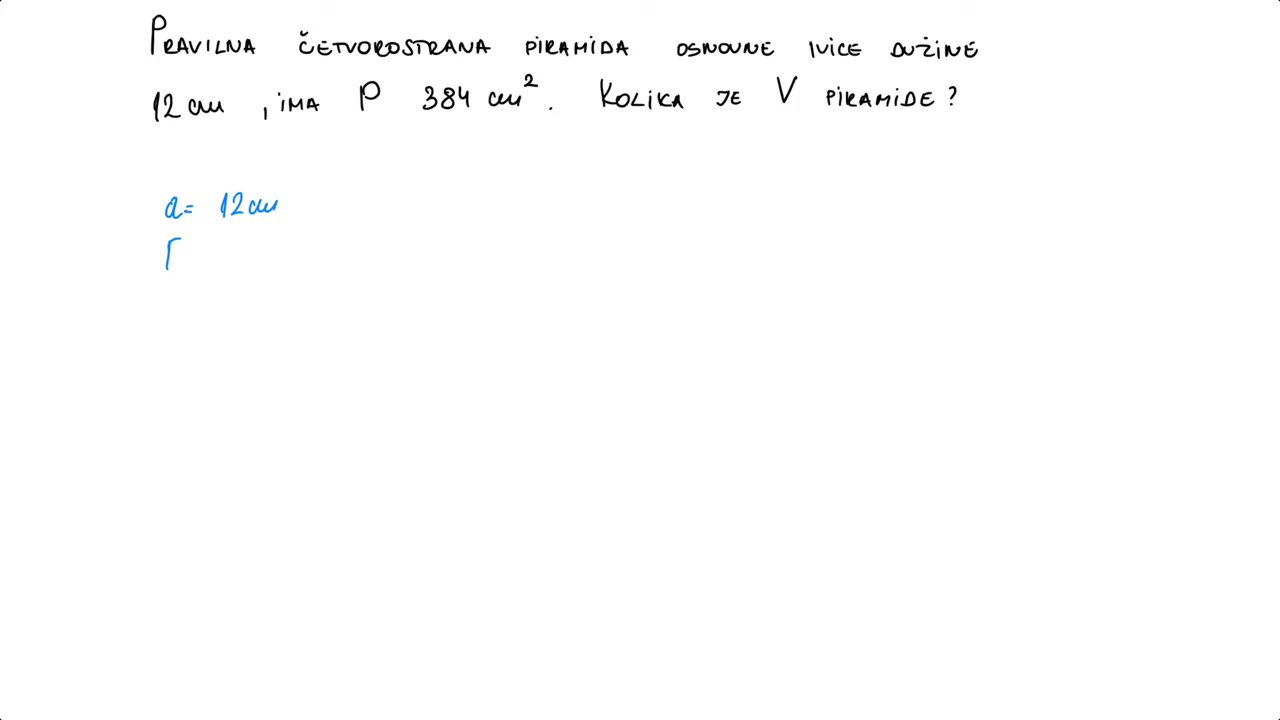 PRAVILNA ČETVOROSTRANA PIRAMIDA OSNOVNE IVICE DUŽINE
12 cm , IMA P 384 cm². KOLIKA JE V PIRAMIDE?
a = 12 cm